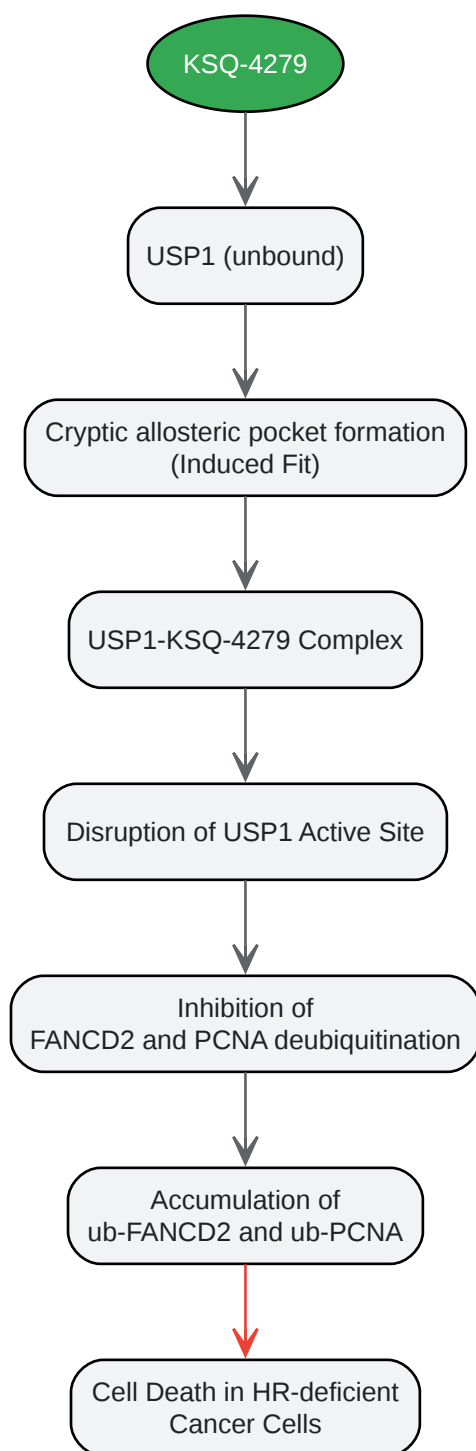 KSQ-4279
USP1 (unbound)
Cryptic allosteric pocket formation
(Induced Fit)
USP1-KSQ-4279 Complex
Disruption of USP1 Active Site
Inhibition of
FANCD2 and PCNA deubiquitination
Accumulation of
ub-FANCD2 and ub-PCNA
Cell Death in HR-deficient
Cancer Cells